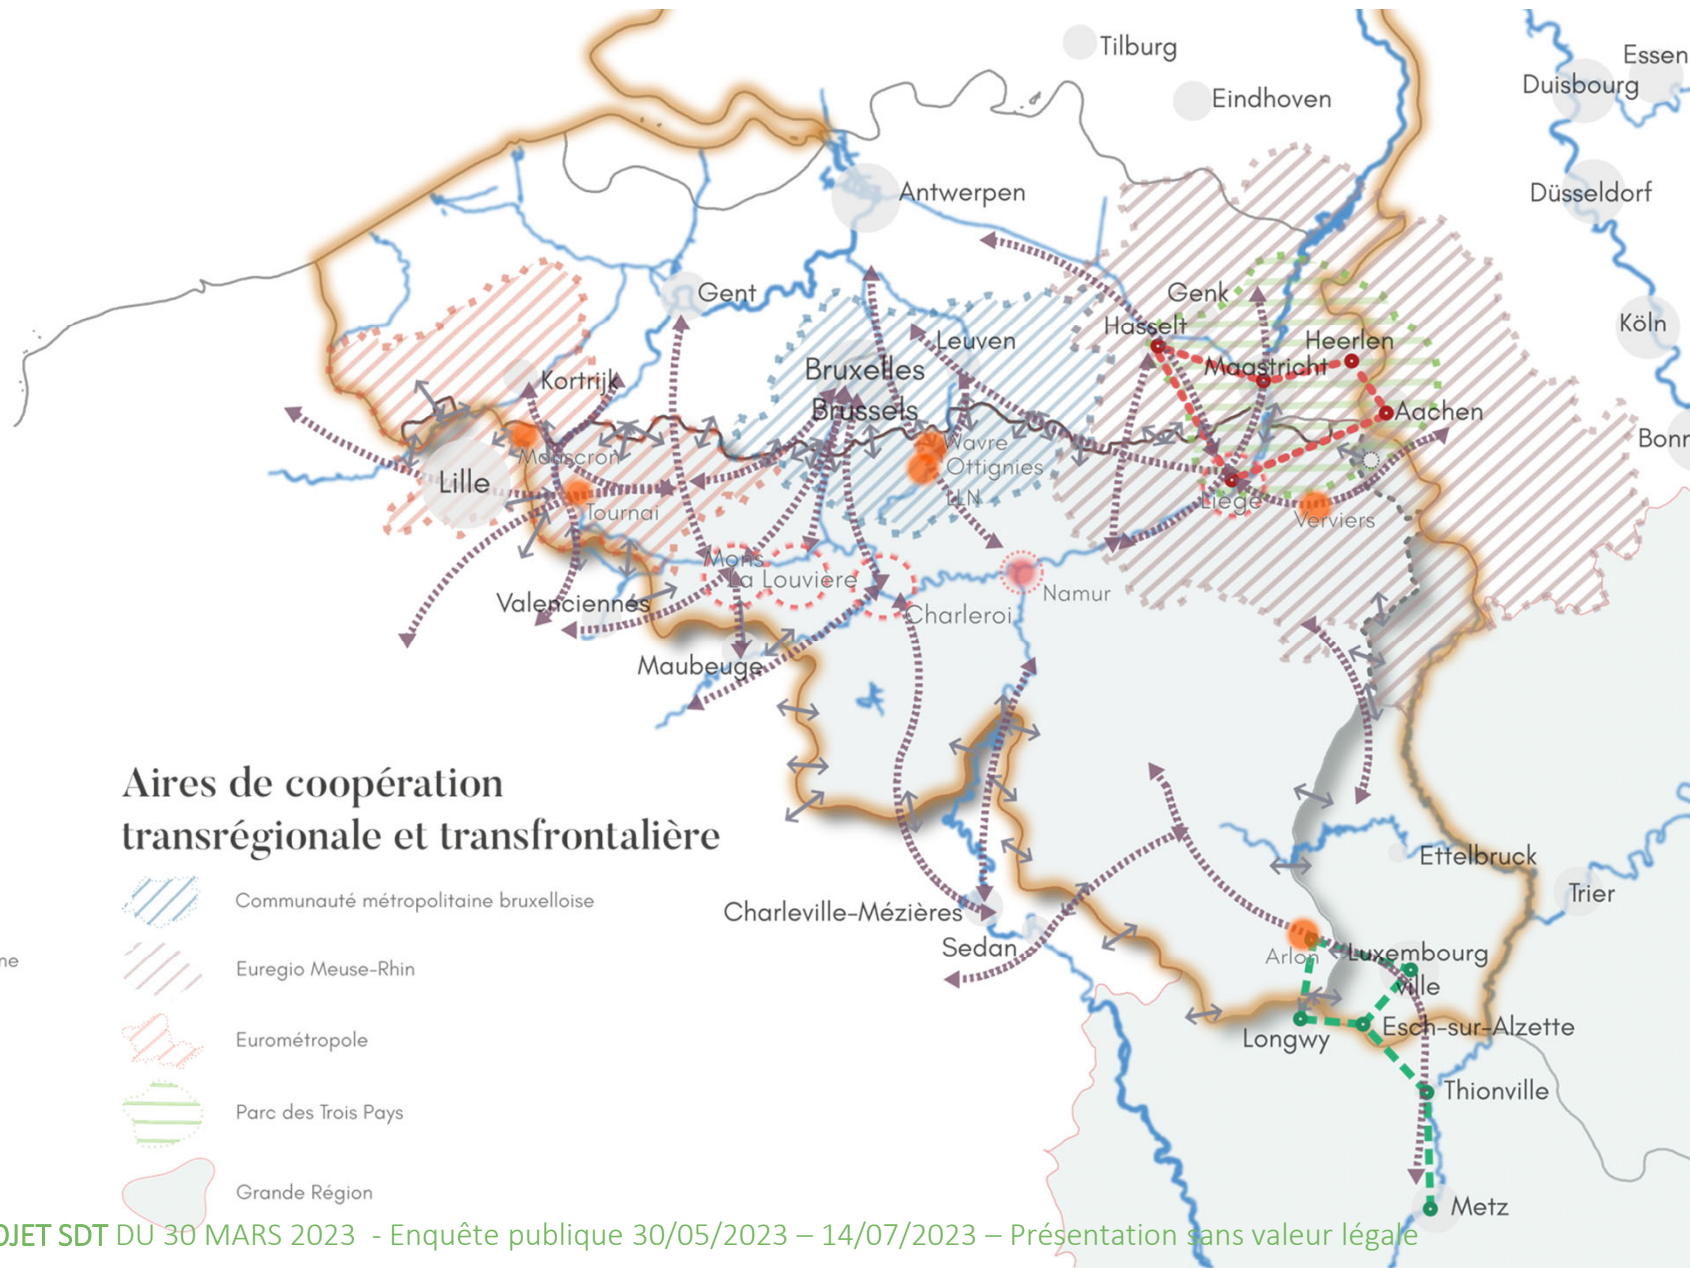 Tilburg
Essen
Duisbourg
Eindhoven
Antwerpen
Düsseldorf
Gent
Genk
Köln
Hasselt
Heerlen
Leuven
Maastricht
Bruxelles
Brussels
Kortrijk
Aachen
Bonn
Wavre
Ottignies
LLN
Mouscron
Lille
Tournai
Liège
Verviers
Mons
La Louvière
Namur
Valenciennes
Charleroi
Maubeuge
Aires de coopération
transrégionale et transfrontalière
Ettelbruck
Trier
Communauté métropolitaine bruxelloise
Charleville-Mézières
Sedan
Arlon
Luxembourg
ville
ne
Euregio Meuse-Rhin
Esch-sur-Alzette
Longwy
Eurométropole
Thionville
Parc des Trois Pays
Grande Région
Metz
OJET SDT DU 30 MARS 2023 - Enquête publique 30/05/2023 – 14/07/2023 – Présentation sans valeur légale